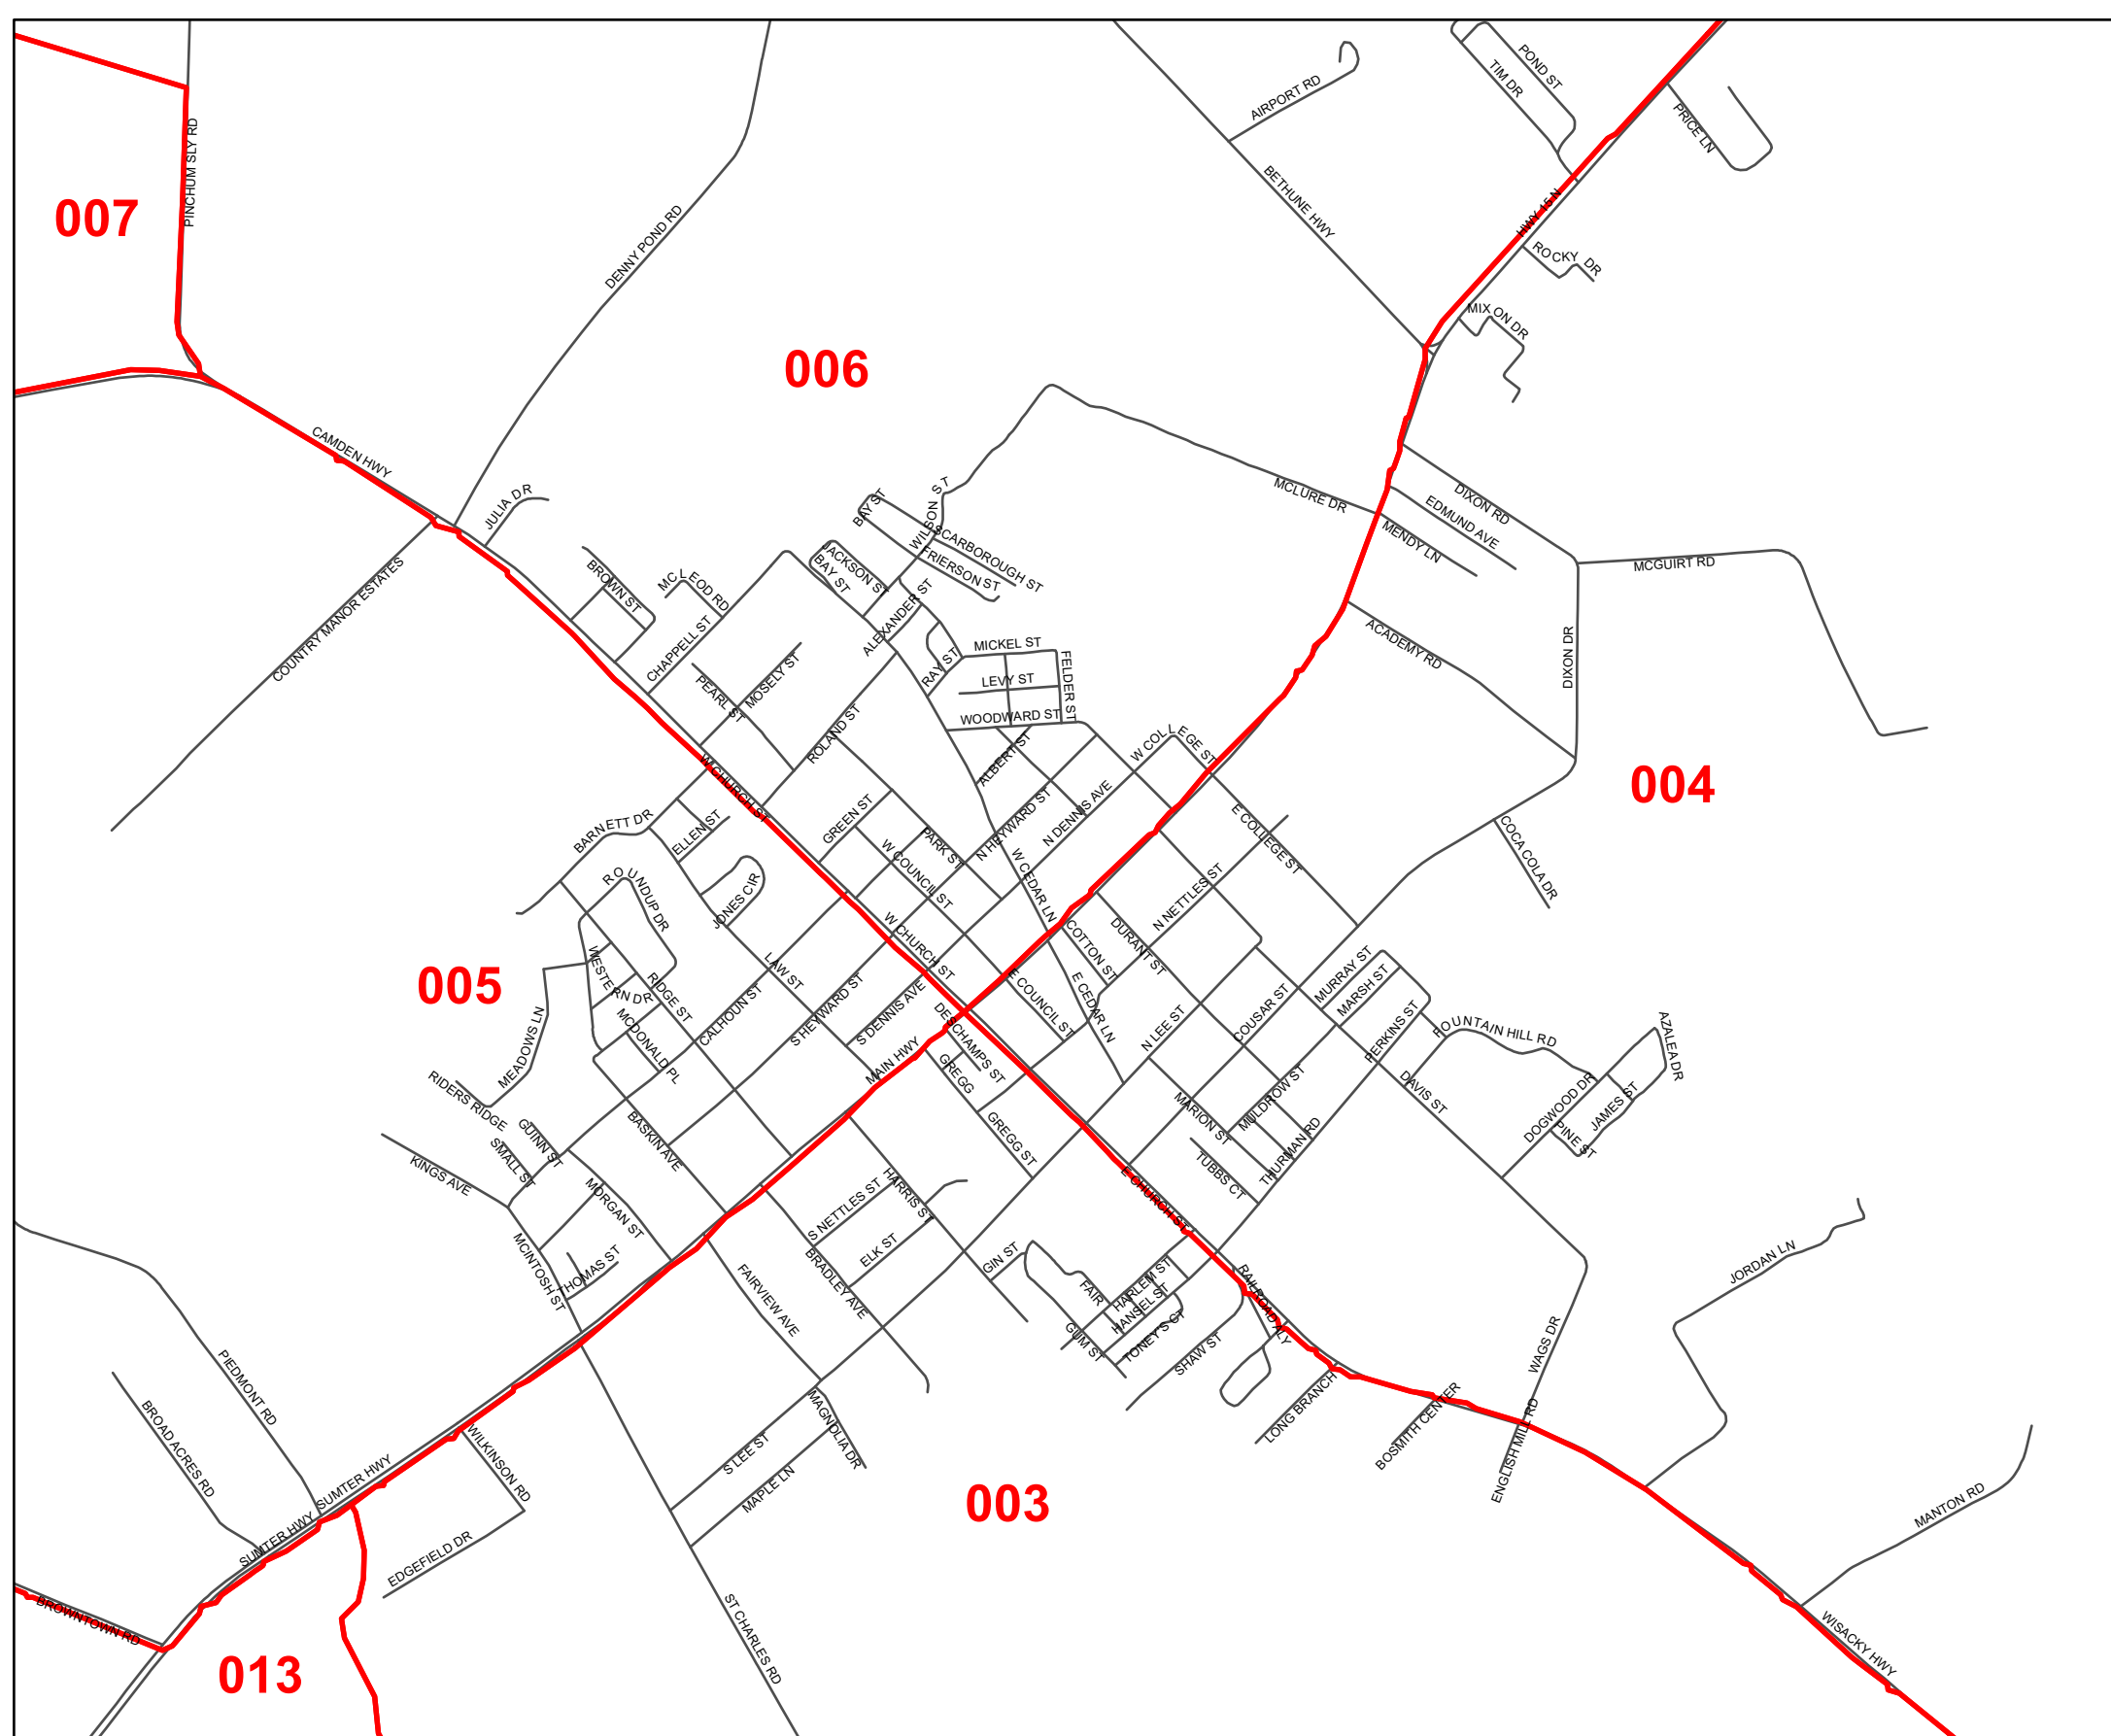 POND ST
TIM DR
AIRPORT RD
PRICE LN
PINCHUM SLY RD
007
BETHUNE HWY
HWY 15 N
DENNY POND RD
ROCKY DR
MIXON DR
006
CAMDEN HWY
JULIA DR
BAY ST
WILSON ST
MCLURE DR
DIXON RD
EDMUND AVE
MENDY LN
SCARBOROUGH ST
FRIERSON ST
JACKSON ST
BAY ST
MCGUIRT RD
BROWN ST
MCLEOD RD
COUNTRY MANOR ESTATES
ALEXANDER ST
CHAPPELL ST
ACADEMY RD
DIXON DR
MICKEL ST
RAY ST
LEVY ST
FELDER ST
MOSELY ST
PEARL ST
WOODWARD ST
ROLAND ST
W COLLEGE ST
ALBERT ST
W CHURCH ST
004
GREEN ST
N HEYWARD ST
N DENNIS AVE
E COLLEGE ST
BARNETT DR
ELLEN ST
PARK ST
W COUNCIL ST
COCA COLA DR
W CEDAR LN
ROUNDUP DR
JONES CIR
N NETTLES ST
005
W CHURCH ST
COTTON ST
DURANT ST
WESTERN DR
LAW ST
RIDGE ST
E COUNCIL ST
E CEDAR LN
MURRAY ST
MARSH ST
CALHOUN ST
S HEYWARD ST
S DENNIS AVE
COUSAR ST
N LEE ST
PERKINS ST
FOUNTAIN HILL RD
AZALEA DR
MCDONALD PL
MEADOWS LN
DESCHAMPS ST
MAIN HWY
GREGG
RIDERS RIDGE
MULDROW ST
DAVIS ST
DOGWOOD DR
JAMES ST
PINE ST
GUINN ST
SMALL ST
BASKIN AVE
GREGG ST
MARION ST
TUBBS CT
THURMAN RD
KINGS AVE
MORGAN ST
S NETTLES ST
HARRIS ST
E CHURCH ST
MCINTOSH ST
THOMAS ST
ELK ST
GIN ST
BRADLEY AVE
FAIRVIEW AVE
FAIR
HARLEM ST
HANSEL ST
GUM ST
TONEY'S CT
SHAW ST
RAILROAD ALY
JORDAN LN
WAGS DR
PIEDMONT RD
BROAD ACRES RD
MAGNOLIA DR
LONG BRANCH
BOSMITH CENTER
ENGLISH MILL RD
S LEE ST
MAPLE LN
WILKINSON RD
SUMTER HWY
SUMTER HWY
003
MANTON RD
EDGEFIELD DR
BROWNTOWN RD
ST CHARLES RD
WISACKY HWY
013